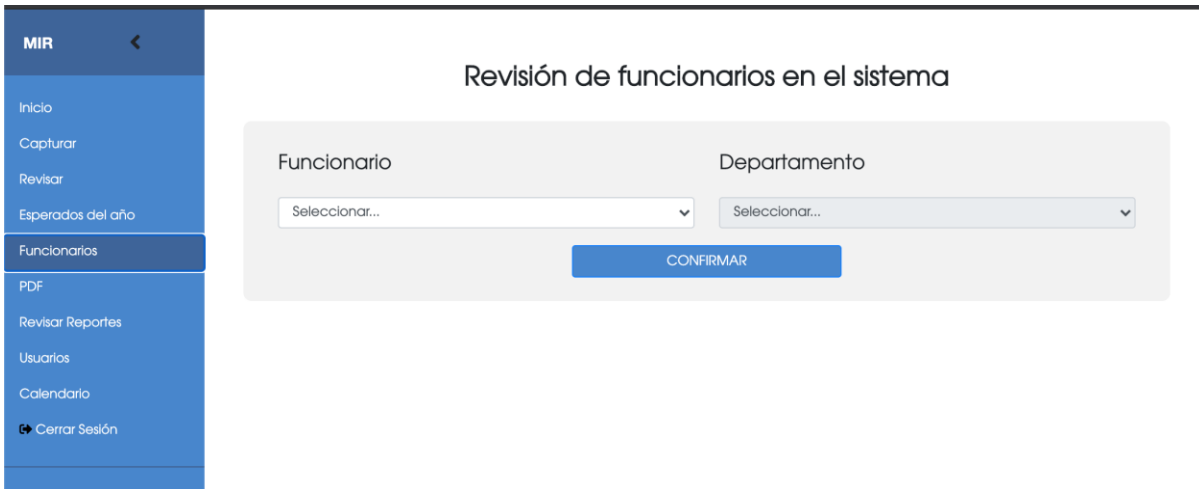 MIR
Inicio
Capturar
Revisar
Esperados del año
Funcionarios
PDF
Revisar Reportes
Usuarios
Calendario
Cerrar Sesión
Revisión de funcionarios en el sistema
Funcionario
Seleccionar...
Departamento
Seleccionar...
CONFIRMAR